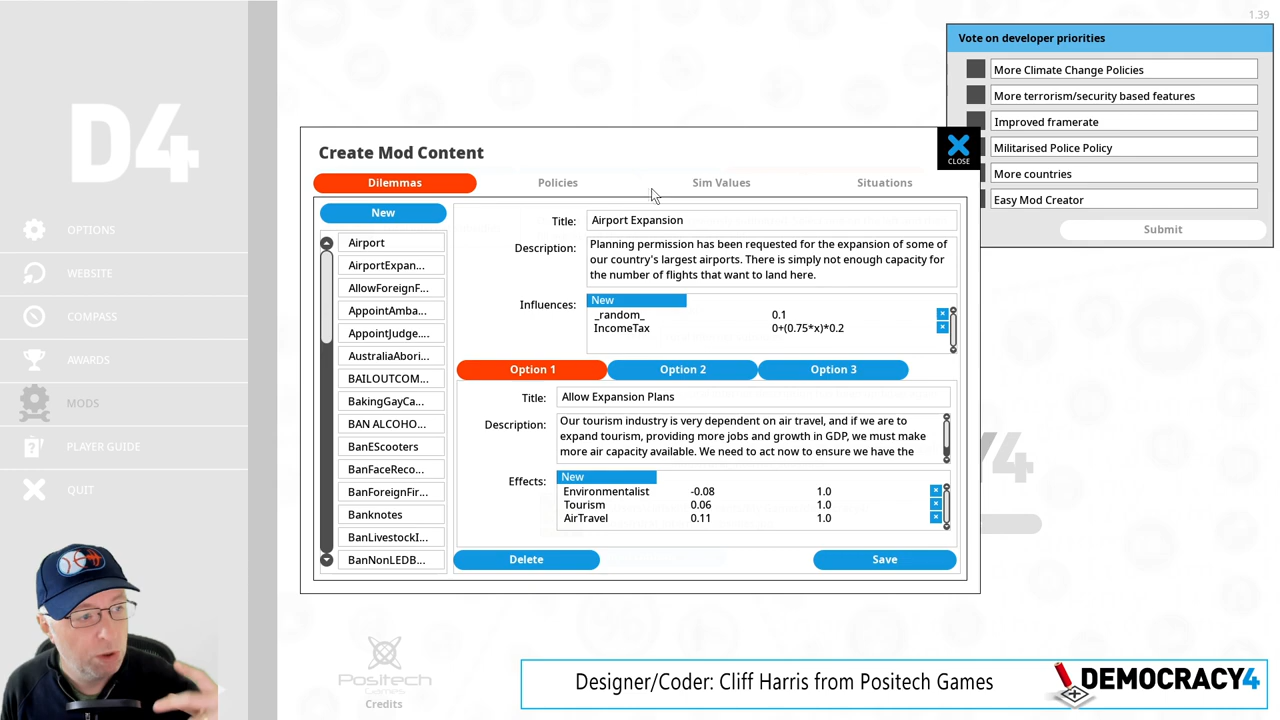 1.39
D4
OPTIONS
WEBSITE
COMPASS
AWARDS
MODS
PLAYER GUIDE
QUIT
Vote on developer priorities
More Climate Change Policies
More terrorism/security based features
Improved framerate
Militarised Police Policy
More countries
Easy Mod Creator
Submit
Create Mod Content
CLOSE
Dilemmas
Policies
Sim Values
Situations
New
Airport
AirportExpan...
AllowForeignF...
AppointAmba...
AppointJudge....
AustraliaAbori...
BAILOUTCOM...
BakingGayCa...
BAN ALCOHO...
BanEScooters
BanFaceReco...
BanForeignFir...
Banknotes
BanLivestockI...
BanNonLEDB...
Title:
Airport Expansion
Description:
Planning permission has been requested for the expansion of some of
our country's largest airports. There is simply not enough capacity for
the number of flights that want to land here.
Influences:
New
_random_ 0.1
IncomeTax 0+(0.75*x)*0.2
Option 1
Option 2
Option 3
Title:
Allow Expansion Plans
Description:
Our tourism industry is very dependent on air travel, and if we are to
expand tourism, providing more jobs and growth in GDP, we must make
more air capacity available. We need to act now to ensure we have the
Effects:
New
Environmentalist -0.08 1.0
Tourism 0.06 1.0
AirTravel 0.11 1.0
Delete
Save
Positech
Games
Credits
Designer/Coder: Cliff Harris from Positech Games
DEMOCRACY4